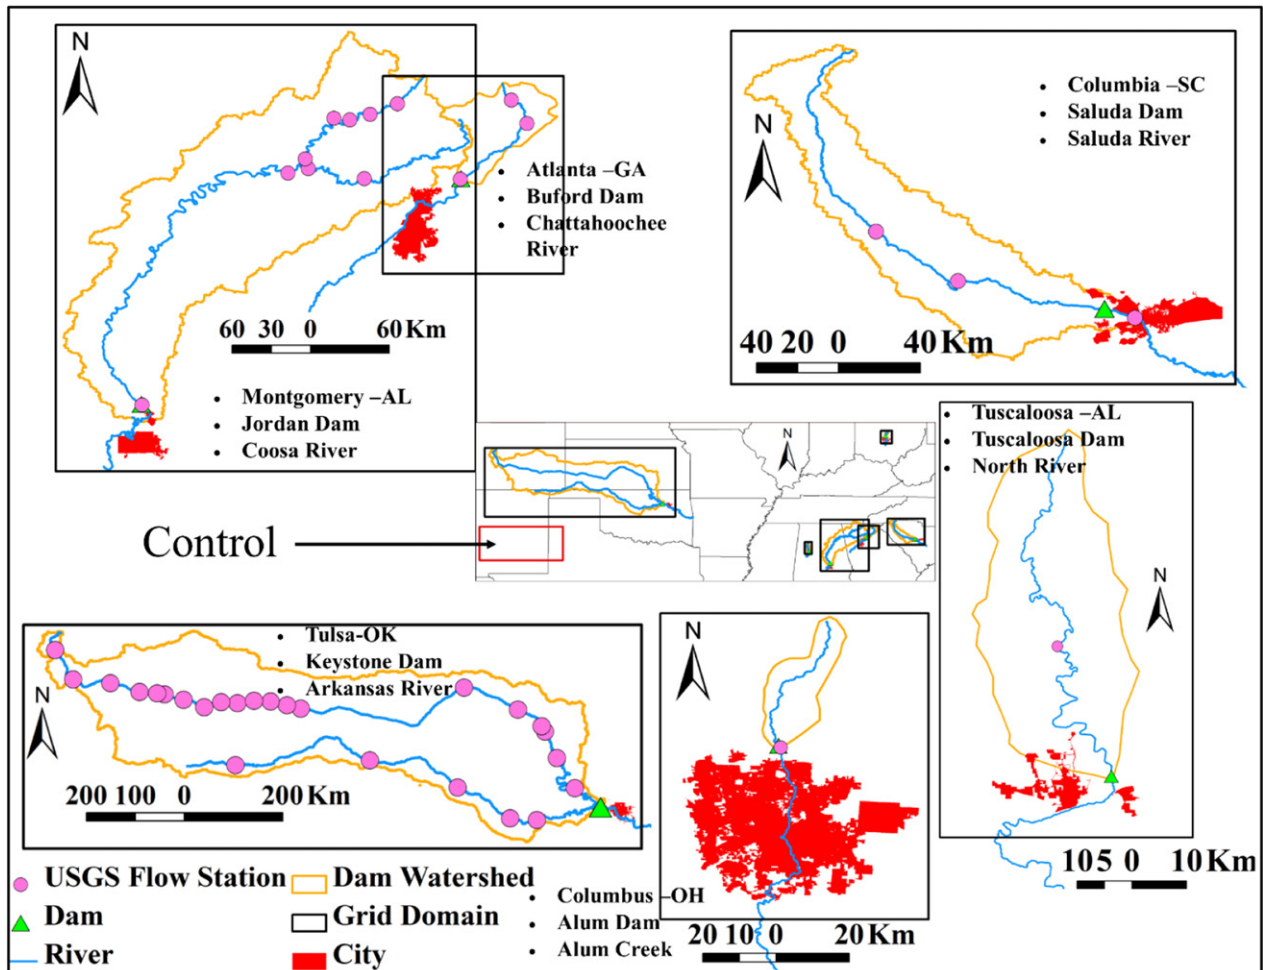 N
• Atlanta –GA
• Buford Dam
• Chattahoochee
River
60 30 0 60 Km
• Montgomery –AL
• Jordan Dam
• Coosa River
N
• Columbia –SC
• Saluda Dam
• Saluda River
40 20 0 40 Km
N
Control
• Tuscaloosa –AL
• Tuscaloosa Dam
• North River
N
105 0 10 Km
• Tulsa-OK
• Keystone Dam
• Arkansas River
N
200 100 0 200 Km
N
• Columbus –OH
• Alum Dam
• Alum Creek
20 10 0 20 Km
USGS Flow Station
Dam
River
Dam Watershed
Grid Domain
City